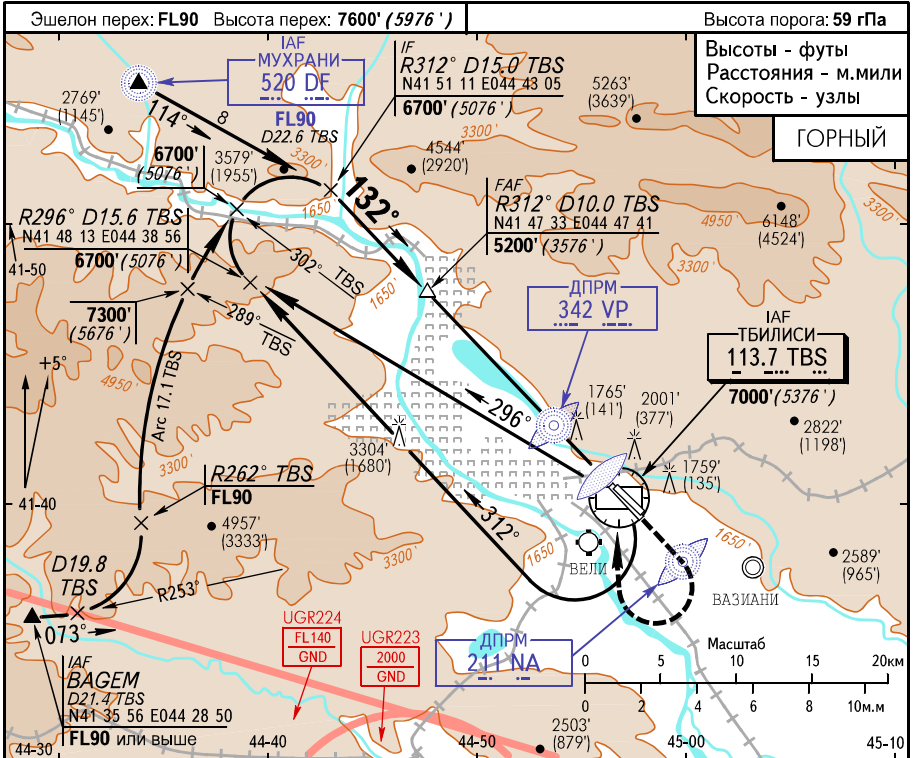 Эшелон перех: FL90 Высота перех: 7600' (5976')
Высота порога: 59 гПа
Высоты - футы
Расстояния - м.мили
Скорость - узлы
ГОРНЫЙ
IAF
МУХРАНИ
520 DF
FL90
D22.6 TBS
IF
R312° D15.0 TBS
N41 51 11 E044 43 05
6700' (5076')
5263'
(3639')
2769'
(1145')
114°
8
3300'
3300'
6700'
(5076')
3579'
(1955')
4544'
(2920')
132°
1650'
FAF
R312° D10.0 TBS
N41 47 33 E044 47 41
5200' (3576')
4950'
6148'
(4524')
3300'
3300'
R296° D15.6 TBS
N41 48 13 E044 38 56
6700' (5076')
41-50
302° TBS
1650'
7300'
(5676')
289°
TBS
ДПРМ
342 VP
IAF
ТБИЛИСИ
113.7 TBS
7000' (5376')
+5°
4950'
Arc 17.1 TBS
296°
1765'
(141')
2001'
(377')
2822'
(1198')
3304'
(1680')
1759'
(135')
3300'
R262° TBS
FL90
41-40
4957'
(3333')
312°
3300'
1650
1650'
ВЕЛИ
2589'
(965')
ВАЗИАНИ
D19.8
TBS
R253°
073°
UGR224
FL140
GND
UGR223
2000
GND
ДПРМ
211 NA
Масштаб
0 5 10 15 20км
0 2 4 6 8 10м.м
IAF
BAGEM
D21.4 TBS
N41 35 56 E044 28 50
FL90 или выше
2503'
(879')
44-30 44-40 44-50 45-00 45-10